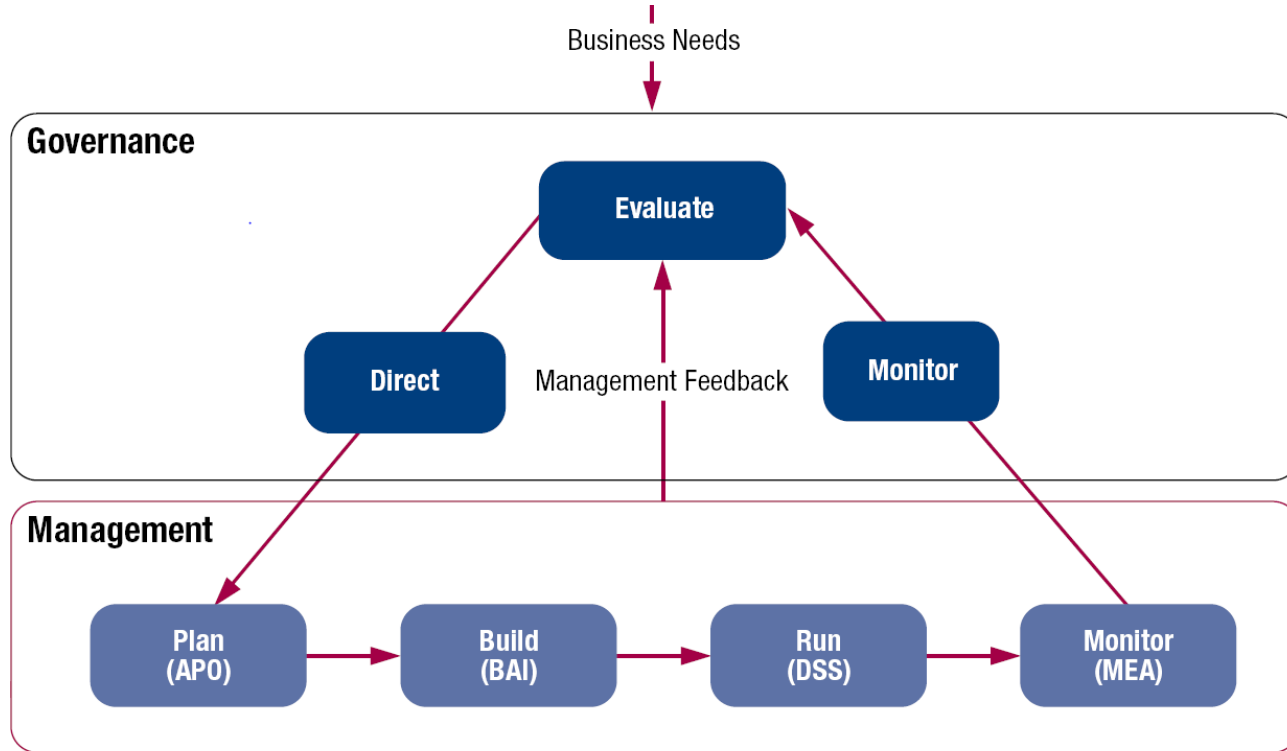 Business Needs
Governance
Evaluate
Direct
Management Feedback
Monitor
Management
Plan
(APO)
Build
(BAI)
Run
(DSS)
Monitor
(MEA)